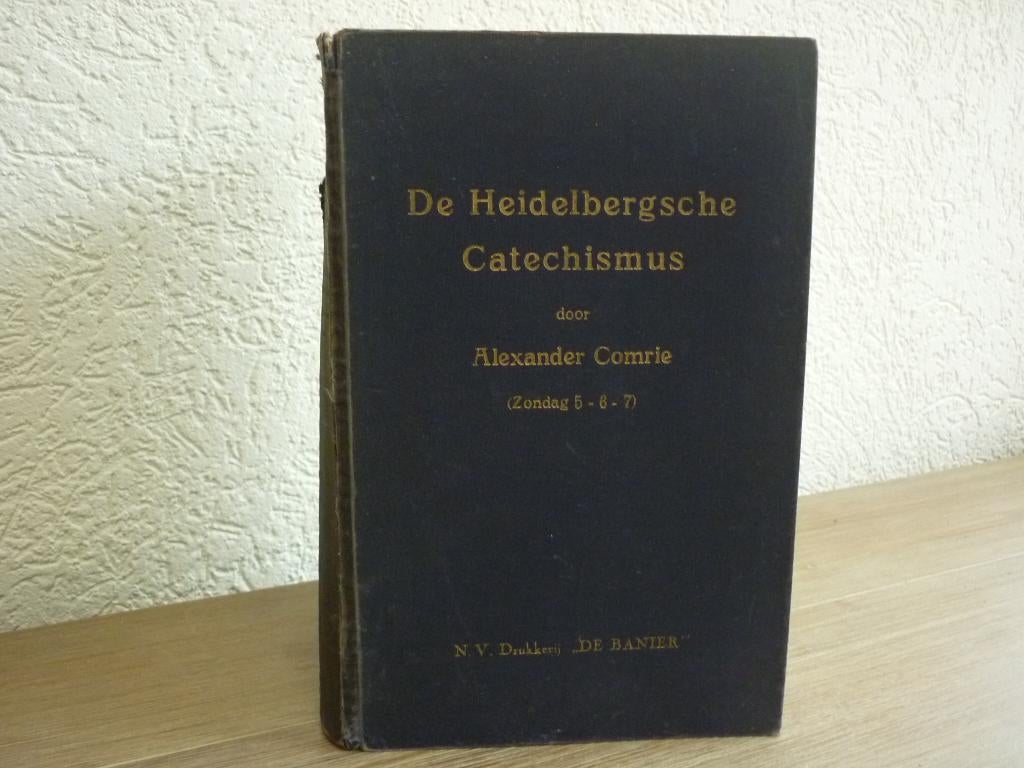 De Heidelbergsche
Catechismus
door
Alexander Comrie
(Zondag 5 - 6 - 7)
N. V. Drukkerij „DE BANIER”